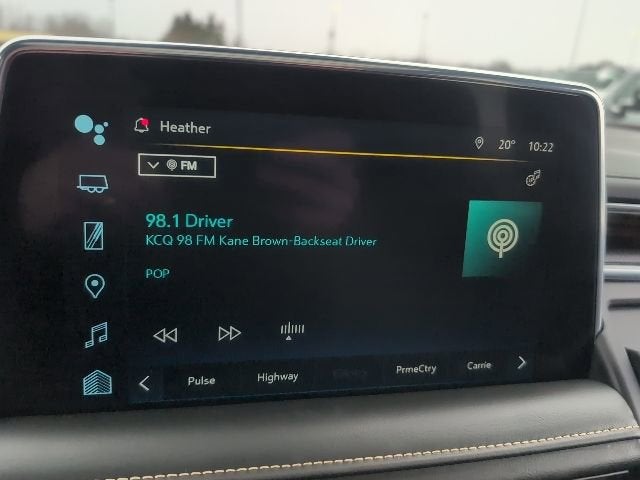 Heather
20° 10:22
FM
98.1 Driver
KCQ 98 FM Kane Brown-Backseat Driver
POP
Pulse Highway PrmeCtry Carrie